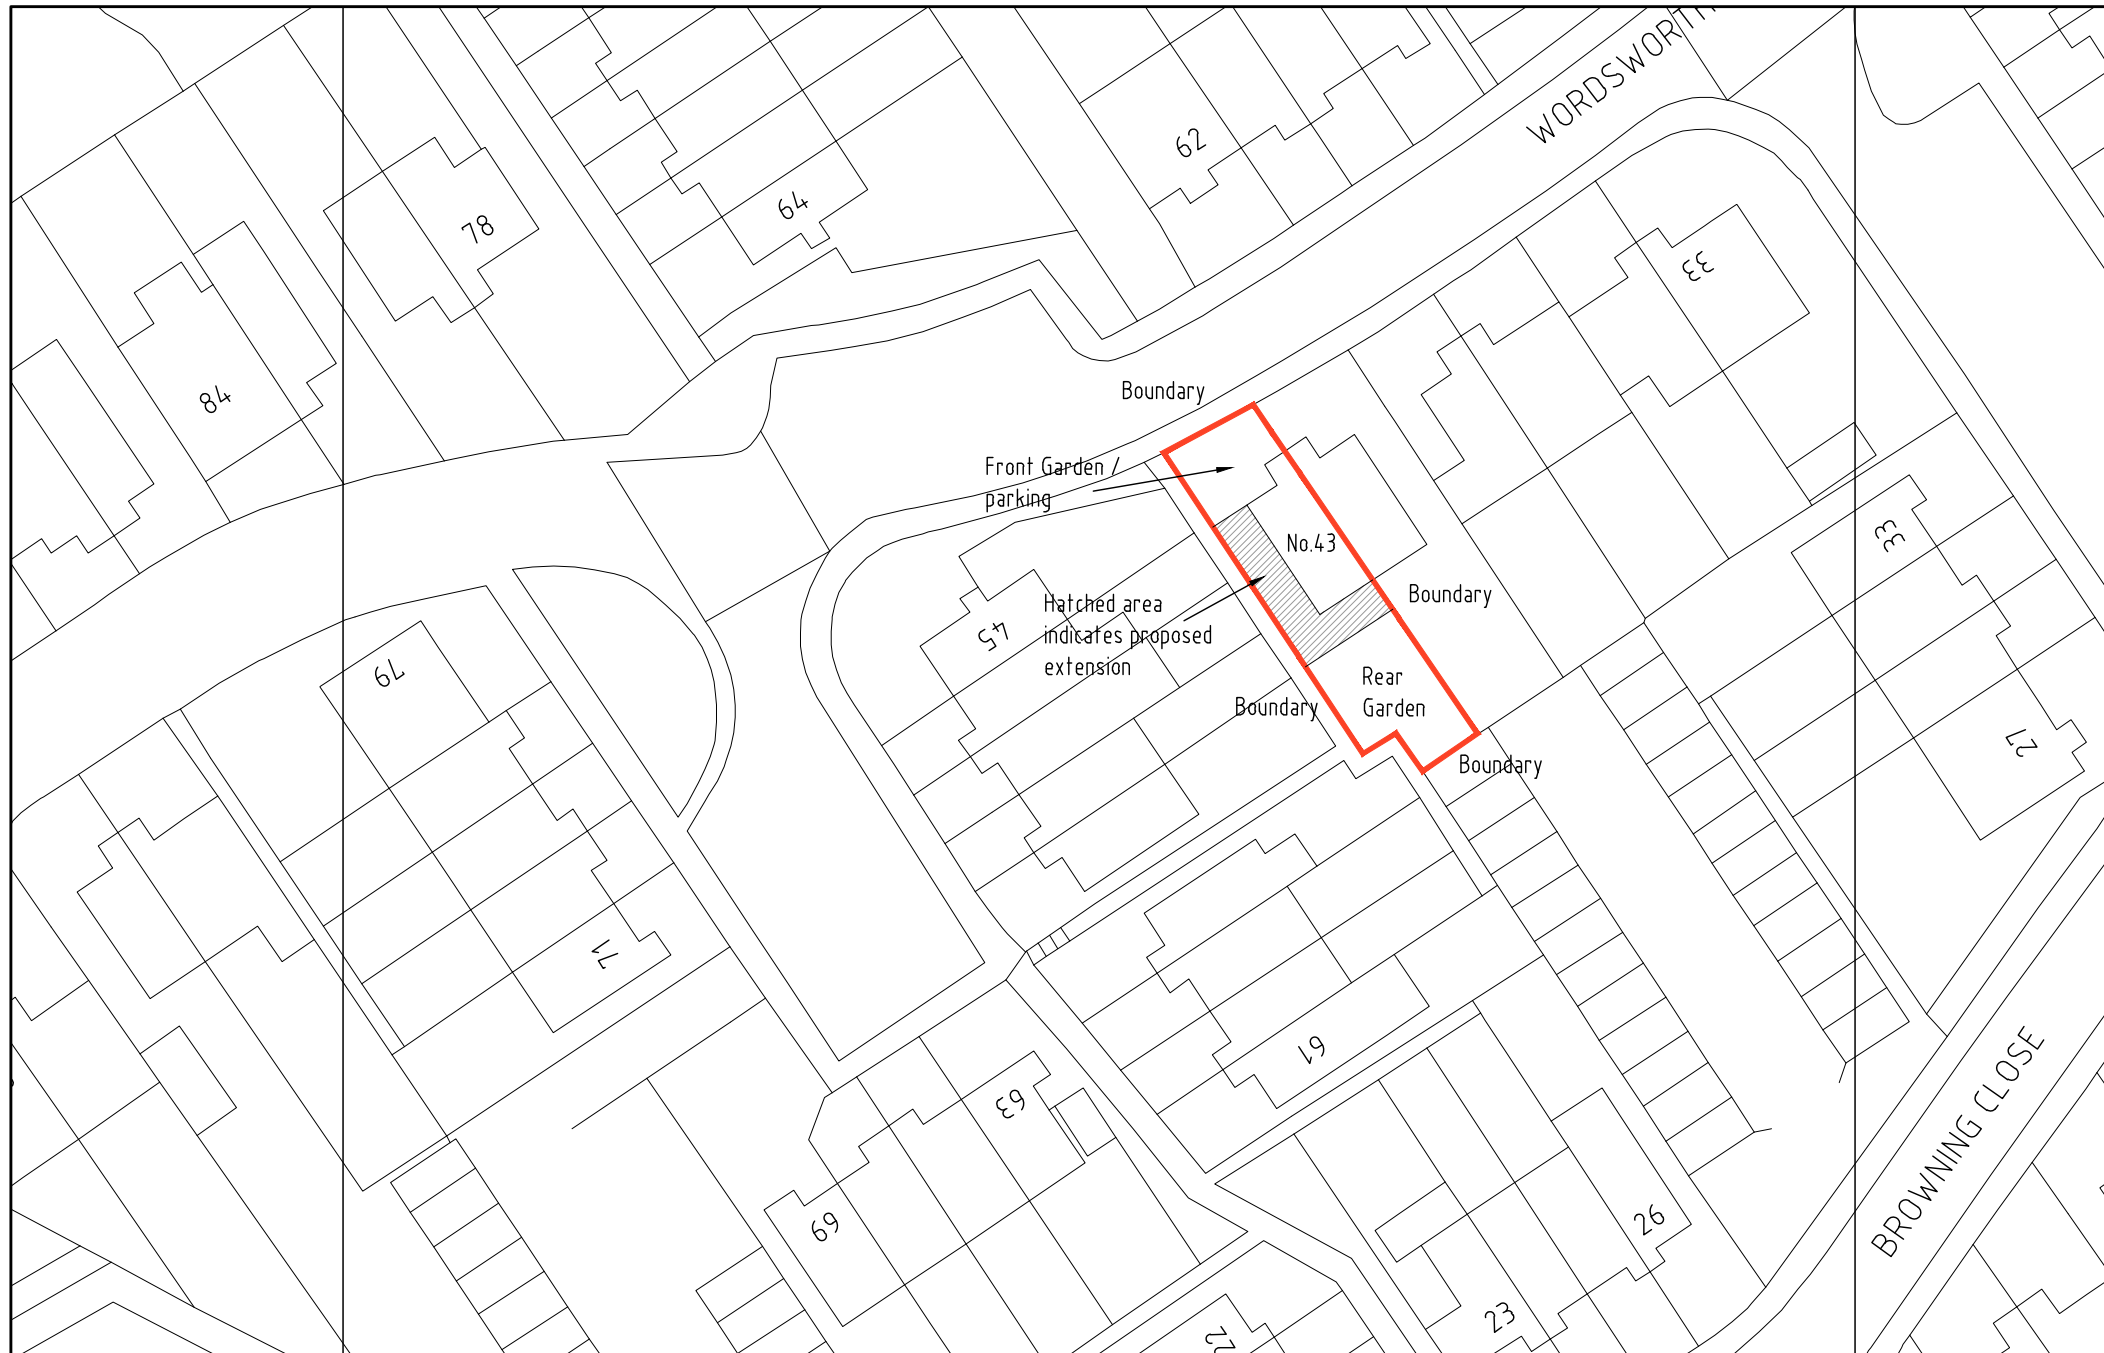 WORDSWORTH
62
64
78
33
84
Boundary
Front Garden /
parking
No.43
33
Hatched area
indicates proposed
extension
Boundary
45
79
Rear
Garden
Boundary
27
Boundary
71
61
63
BROWNING CLOSE
69
26
23
22